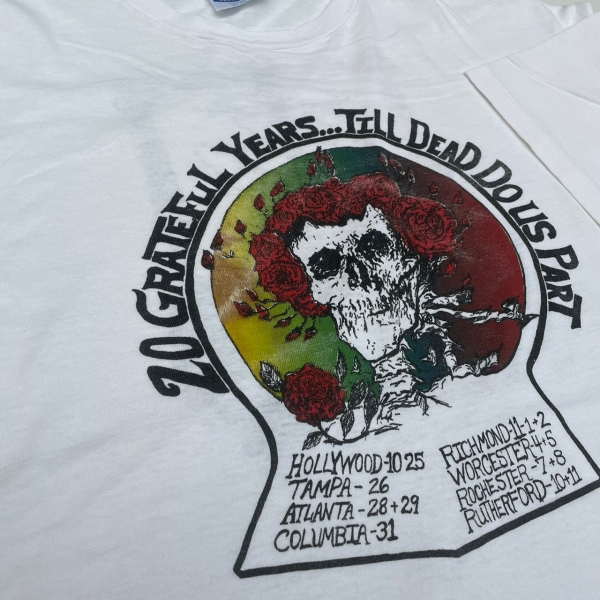 20 GRATEFUL YEARS...TILL DEAD DO US PART
HOLLYWOOD-10 25
TAMPA - 26
ATLANTA - 28+29
COLUMBIA-31
RICHMOND-11-1+2
WORCESTER-4+5
ROCHESTER -7+8
RUTHERFORD-10+11